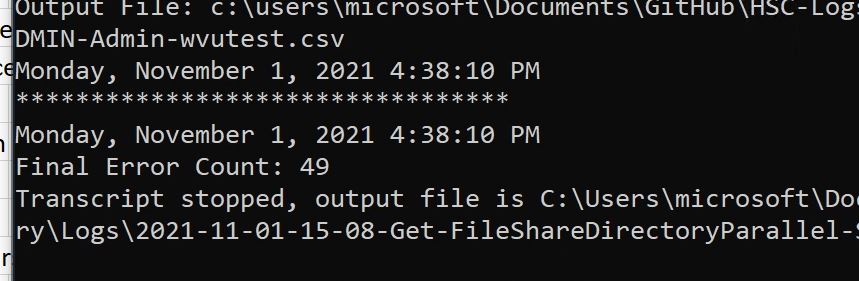 Output File: c:\users\microsoft\Documents\GitHub\HSC-Logs
DMIN-Admin-wvutest.csv
Monday, November 1, 2021 4:38:10 PM
*********************************
Monday, November 1, 2021 4:38:10 PM
Final Error Count: 49
Transcript stopped, output file is C:\Users\microsoft\Doc
ry\Logs\2021-11-01-15-08-Get-FileShareDirectoryParallel-S